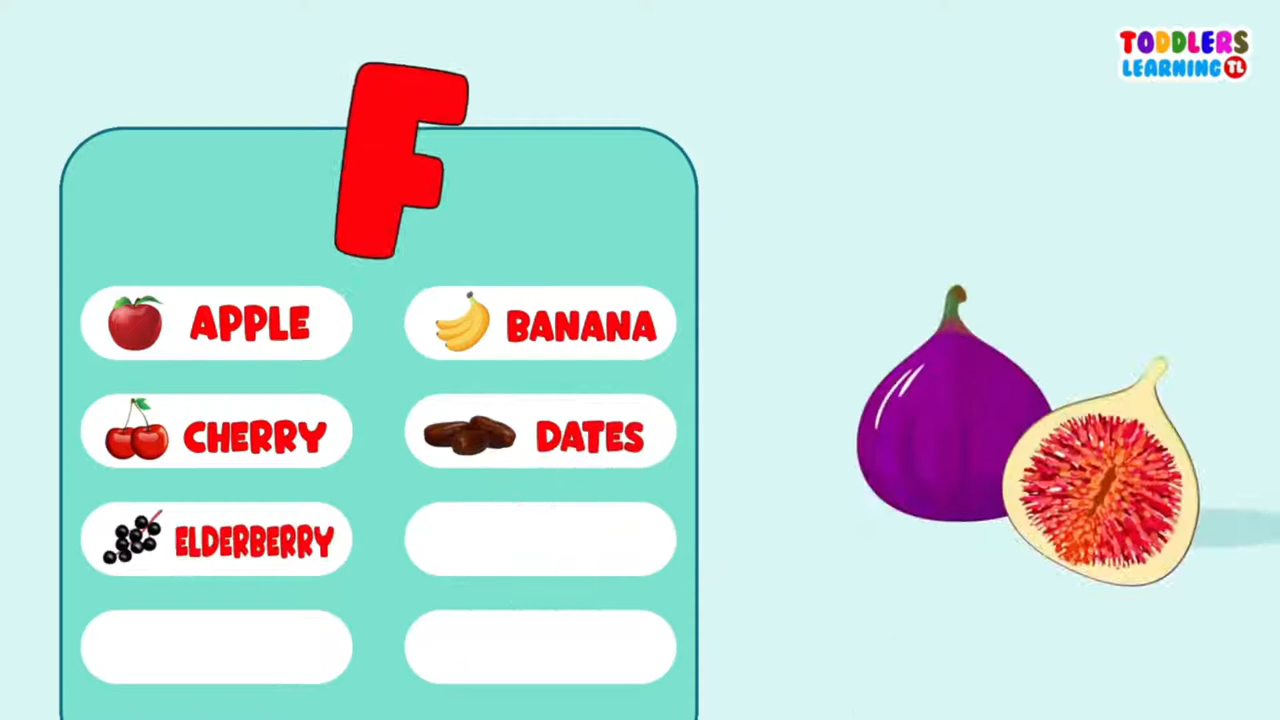 TODDLERS
LEARNING TL
F
APPLE
BANANA
CHERRY
DATES
ELDERBERRY